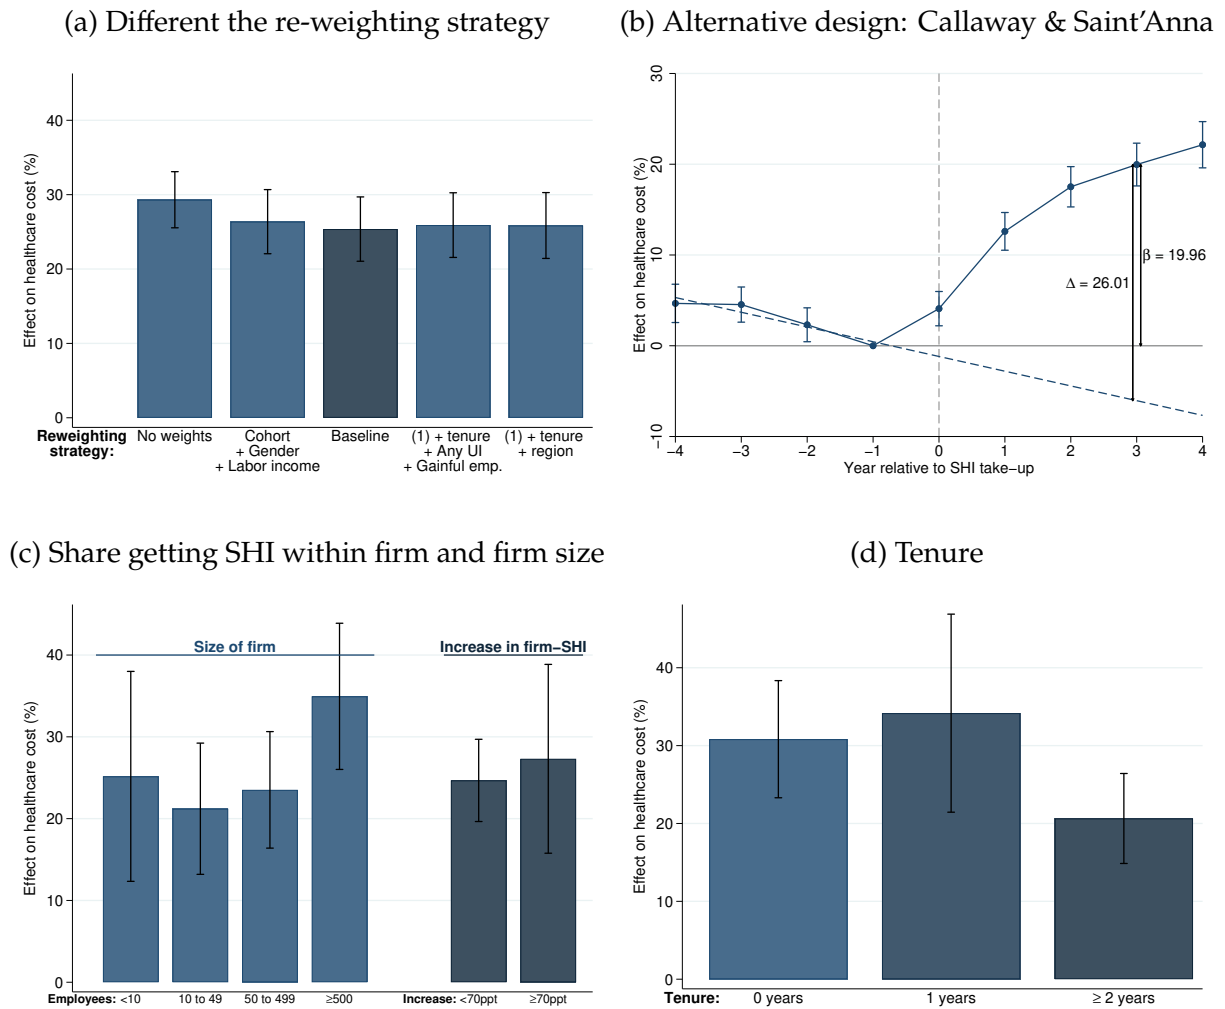 (a) Different the re-weighting strategy
Effect on healthcare cost (%)
40
30
20
10
0
Reweighting strategy:
No weights
Cohort
+ Gender
+ Labor income
Baseline
(1) + tenure
+ Any UI
+ Gainful emp.
(1) + tenure
+ region
(b) Alternative design: Callaway & Saint'Anna
Effect on healthcare cost (%)
30
20
10
0
−10
Δ = 26.01
β = 19.96
−4 −3 −2 −1 0 1 2 3 4
Year relative to SHI take−up
(c) Share getting SHI within firm and firm size
Effect on healthcare cost (%)
40
30
20
10
0
Size of firm
Increase in firm−SHI
Employees: <10 10 to 49 50 to 499 ≥500 Increase: <70ppt ≥70ppt
(d) Tenure
Effect on healthcare cost (%)
40
30
20
10
0
Tenure: 0 years 1 years ≥ 2 years